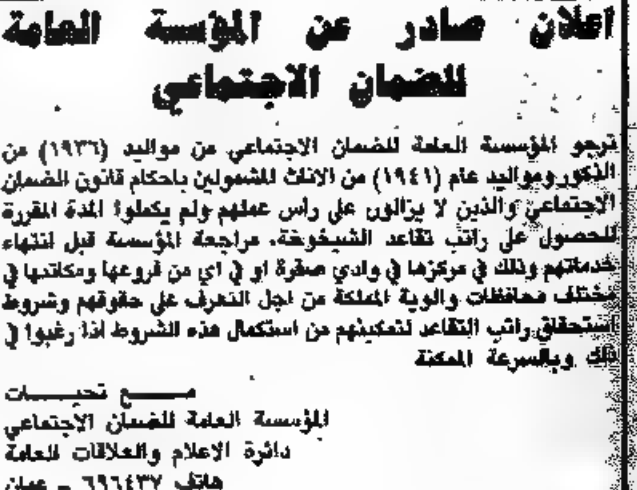 اعلان صادر عن المؤسسة العامة
للضمان الاجتماعي
ترجو المؤسسة العامة للضمان الاجتماعي من مواليد (١٩٣٦) من
الذكور ومواليد عام (١٩٤١) من الاناث المشمولين باحكام قانون الضمان
الاجتماعي والذين لا يزالون على راس عملهم ولم يكملوا المدة المقررة
للحصول على راتب تقاعد الشيخوخة، مراجعة المؤسسة قبل انتهاء
خدماتهم وذلك في مركزها في وادي صقرة او في اي من فروعها ومكاتبها في
مختلف محافظات والوية المملكة من اجل التعرف على حقوقهم وشروط
استحقاق راتب التقاعد لتمكينهم من استكمال هذه الشروط اذا رغبوا في
ذلك وبالسرعة الممكنة
مع تحيات
المؤسسة العامة للضمان الاجتماعي
دائرة الاعلام والعلاقات العامة
هاتف ٦٩٦٤٣٧ - عمان